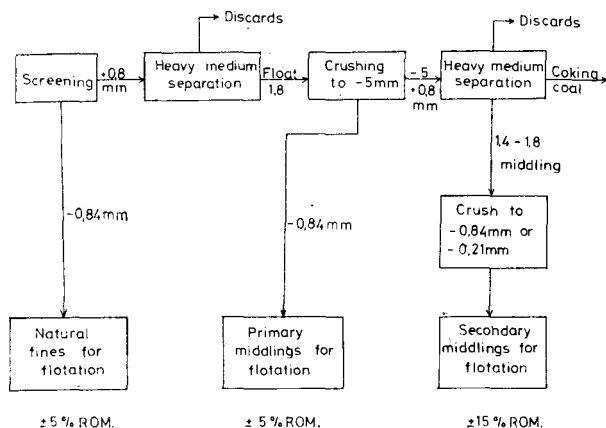 Discards
Discards
Screening
+0,8
mm
Heavy medium
separation
Float
1,8
Crushing
to -5mm
-5
+0,8
mm
Heavy medium
separation
Coking
coal
1,4 - 1,8
middling
-0,84mm
-0,84mm
Crush to
-0,84mm or
-0,21mm
Natural
fines for
flotation
Primary
middlings for
flotation
Secondary
middlings for
flotation
±5% ROM.
±5% ROM.
±15% ROM.